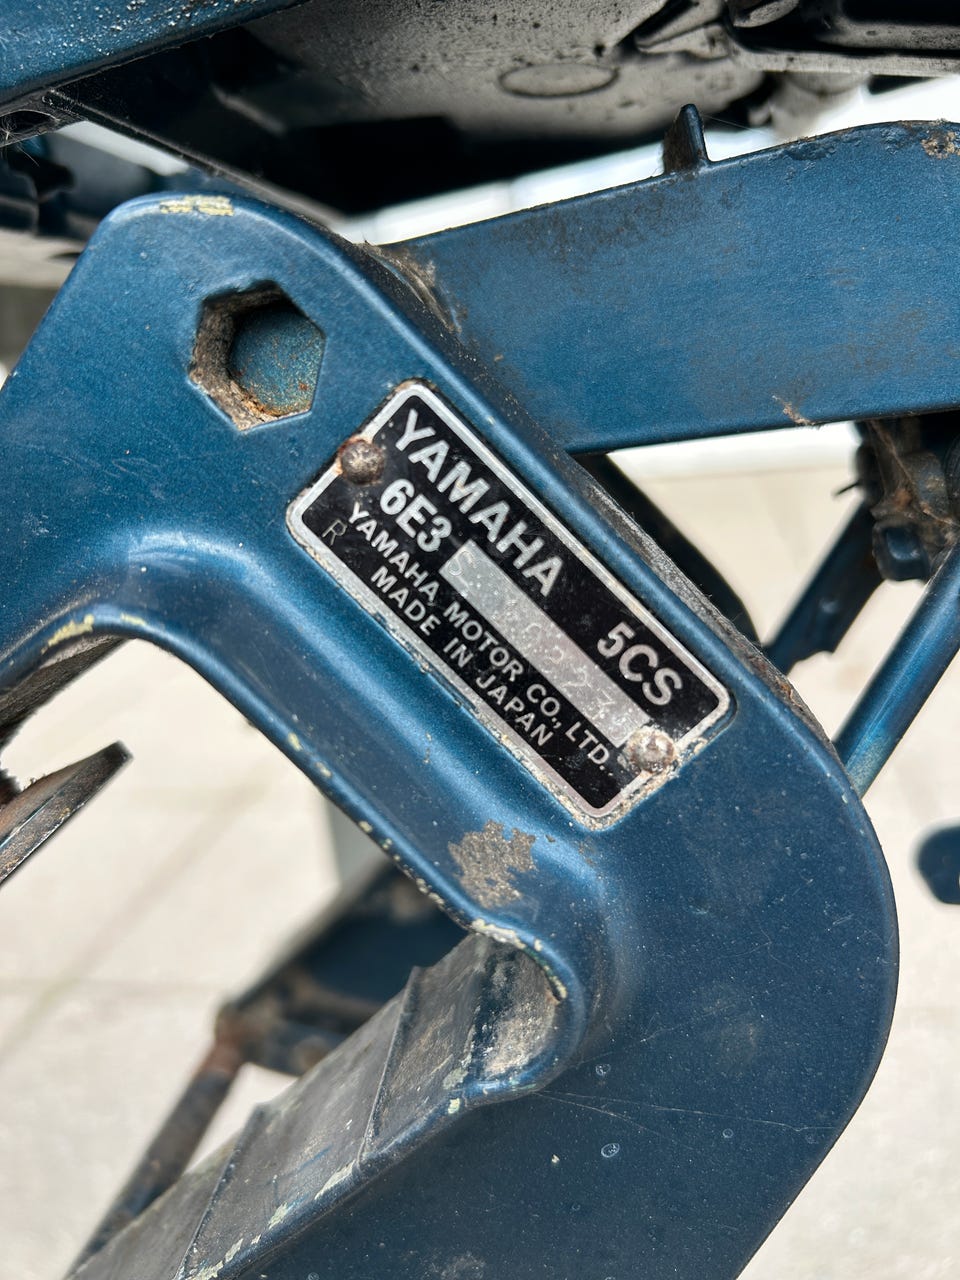 YAMAHA 5CS
6E3 S
YAMAHA MOTOR CO., LTD.
R MADE IN JAPAN